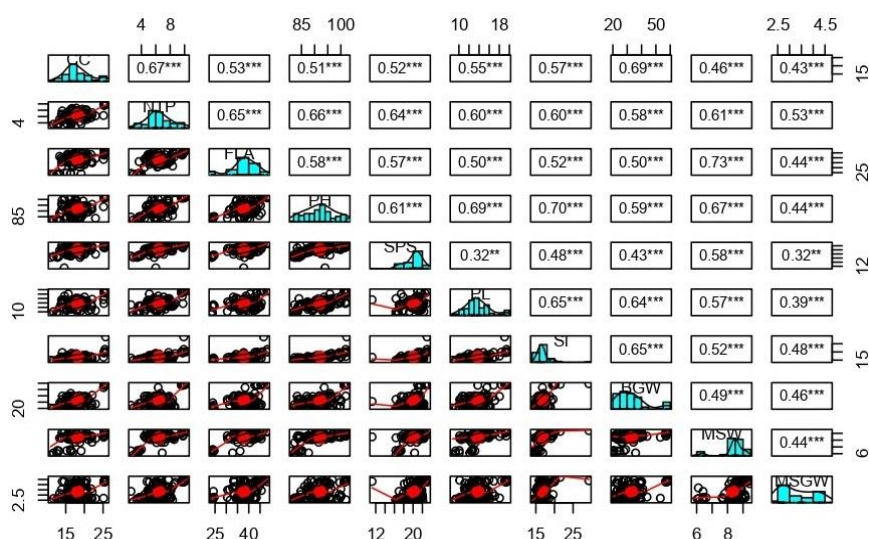 4 8 85 100 10 18 20 50 2.5 4.5
CC 0.67*** 0.53*** 0.51*** 0.52*** 0.55*** 0.57*** 0.69*** 0.46*** 0.43*** 15
4 NTP 0.65*** 0.66*** 0.64*** 0.60*** 0.60*** 0.58*** 0.61*** 0.53***
FLA 0.58*** 0.57*** 0.50*** 0.52*** 0.50*** 0.73*** 0.44*** 25
85 PH 0.61*** 0.69*** 0.70*** 0.59*** 0.67*** 0.44***
SPS 0.32** 0.48*** 0.43*** 0.58*** 0.32** 12
10 PL 0.65*** 0.64*** 0.57*** 0.39***
SI 0.65*** 0.52*** 0.48*** 15
20 0.49*** 0.46***
MSW 0.44*** 6
2.5 MSGW
15 25 25 40 12 20 15 25 6 8